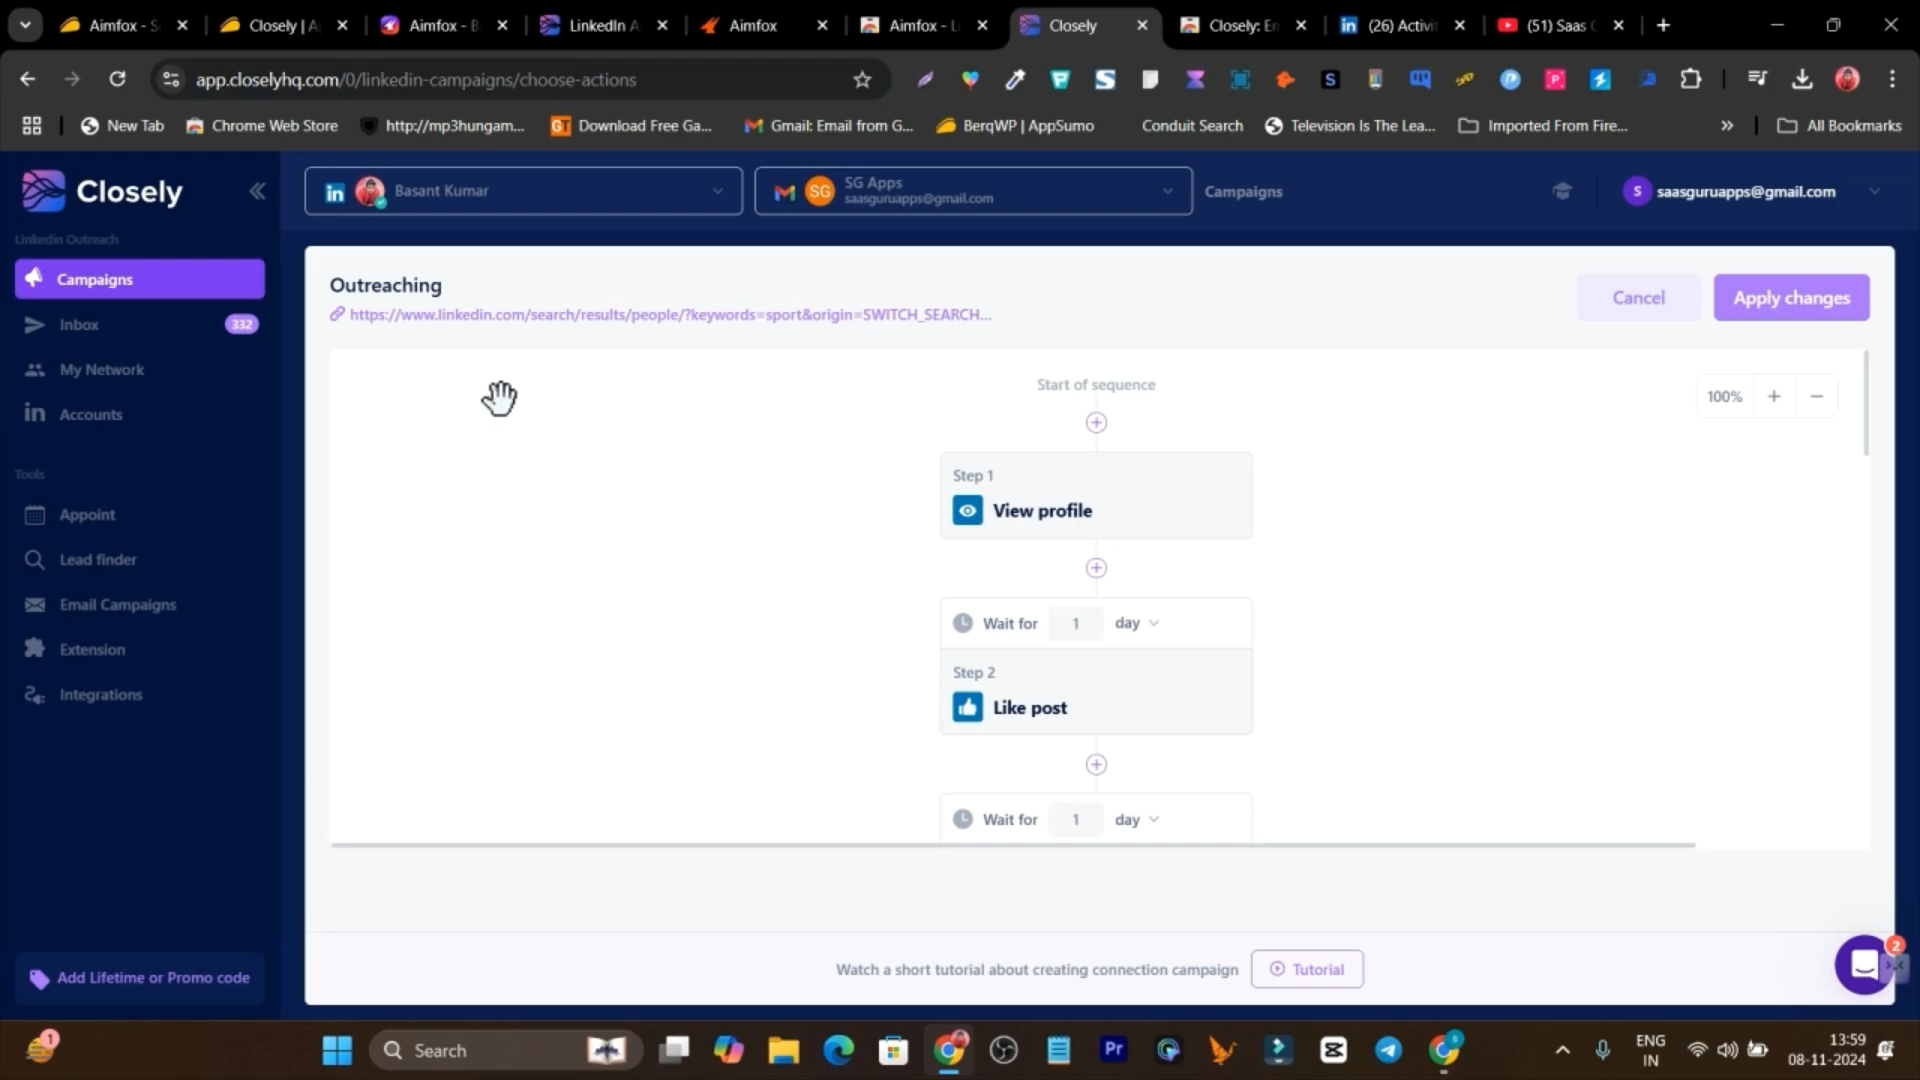 Aimfox - S
Closely | A
Aimfox - B
LinkedIn A
Aimfox
Aimfox - Li
Closely
Closely: En
(26) Activit
(51) Saas G
app.closelyhq.com/0/linkedin-campaigns/choose-actions
New Tab
Chrome Web Store
http://mp3hungam...
Download Free Ga...
Gmail: Email from G...
BerqWP | AppSumo
Conduit Search
Television Is The Lea...
Imported From Fire...
All Bookmarks
Closely
Basant Kumar
SG
SG Apps
saasguruapps@gmail.com
Campaigns
S
saasguruapps@gmail.com
Linkedin Outreach
Campaigns
Inbox
332
My Network
Accounts
Tools
Appoint
Lead finder
Email Campaigns
Extension
Integrations
Add Lifetime or Promo code
Outreaching
https://www.linkedin.com/search/results/people/?keywords=sport&origin=SWITCH_SEARCH...
Cancel
Apply changes
Start of sequence
100%
Step 1
View profile
Wait for 1 day
Step 2
Like post
Wait for 1 day
Watch a short tutorial about creating connection campaign
Tutorial
2
1
Search
Pr
ENG
IN
13:59
08-11-2024